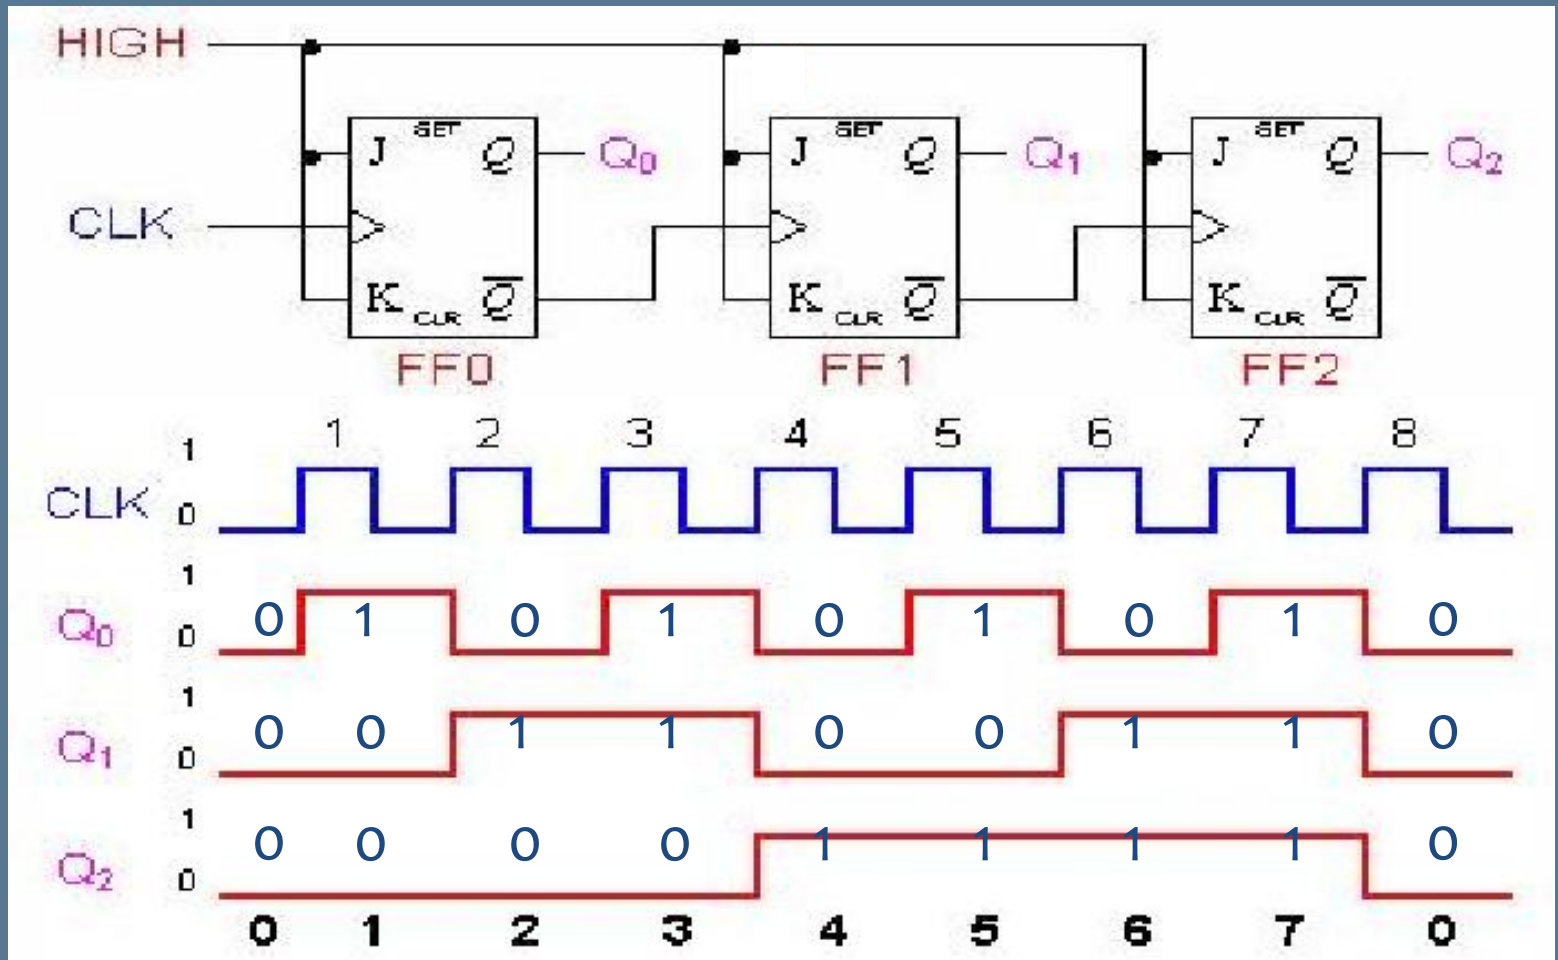 HIGH
SET SET SET
J Q Q₀ J Q Q₁ J Q Q₂
CLK
K Q̅ K Q̅ K Q̅
CLR CLR CLR
FF0 FF1 FF2
1 2 3 4 5 6 7 8
1
CLK 0
1
Q₀ 0 0 1 0 1 0 1 0 1 0
1
Q₁ 0 0 0 1 1 0 0 1 1 0
1
Q₂ 0 0 0 0 0 1 1 1 1 0
0 1 2 3 4 5 6 7 0